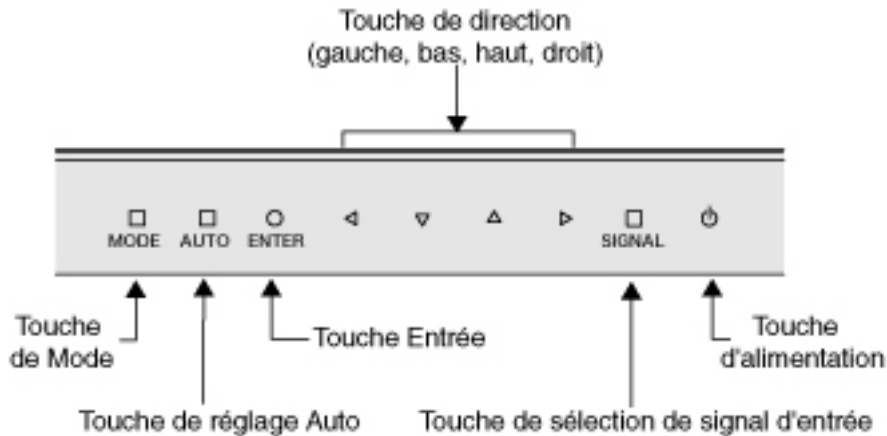 Touche de direction
(gauche, bas, haut, droit)
MODE AUTO ENTER SIGNAL
Touche
de Mode
Touche Entrée
Touche
d'alimentation
Touche de réglage Auto
Touche de sélection de signal d'entrée